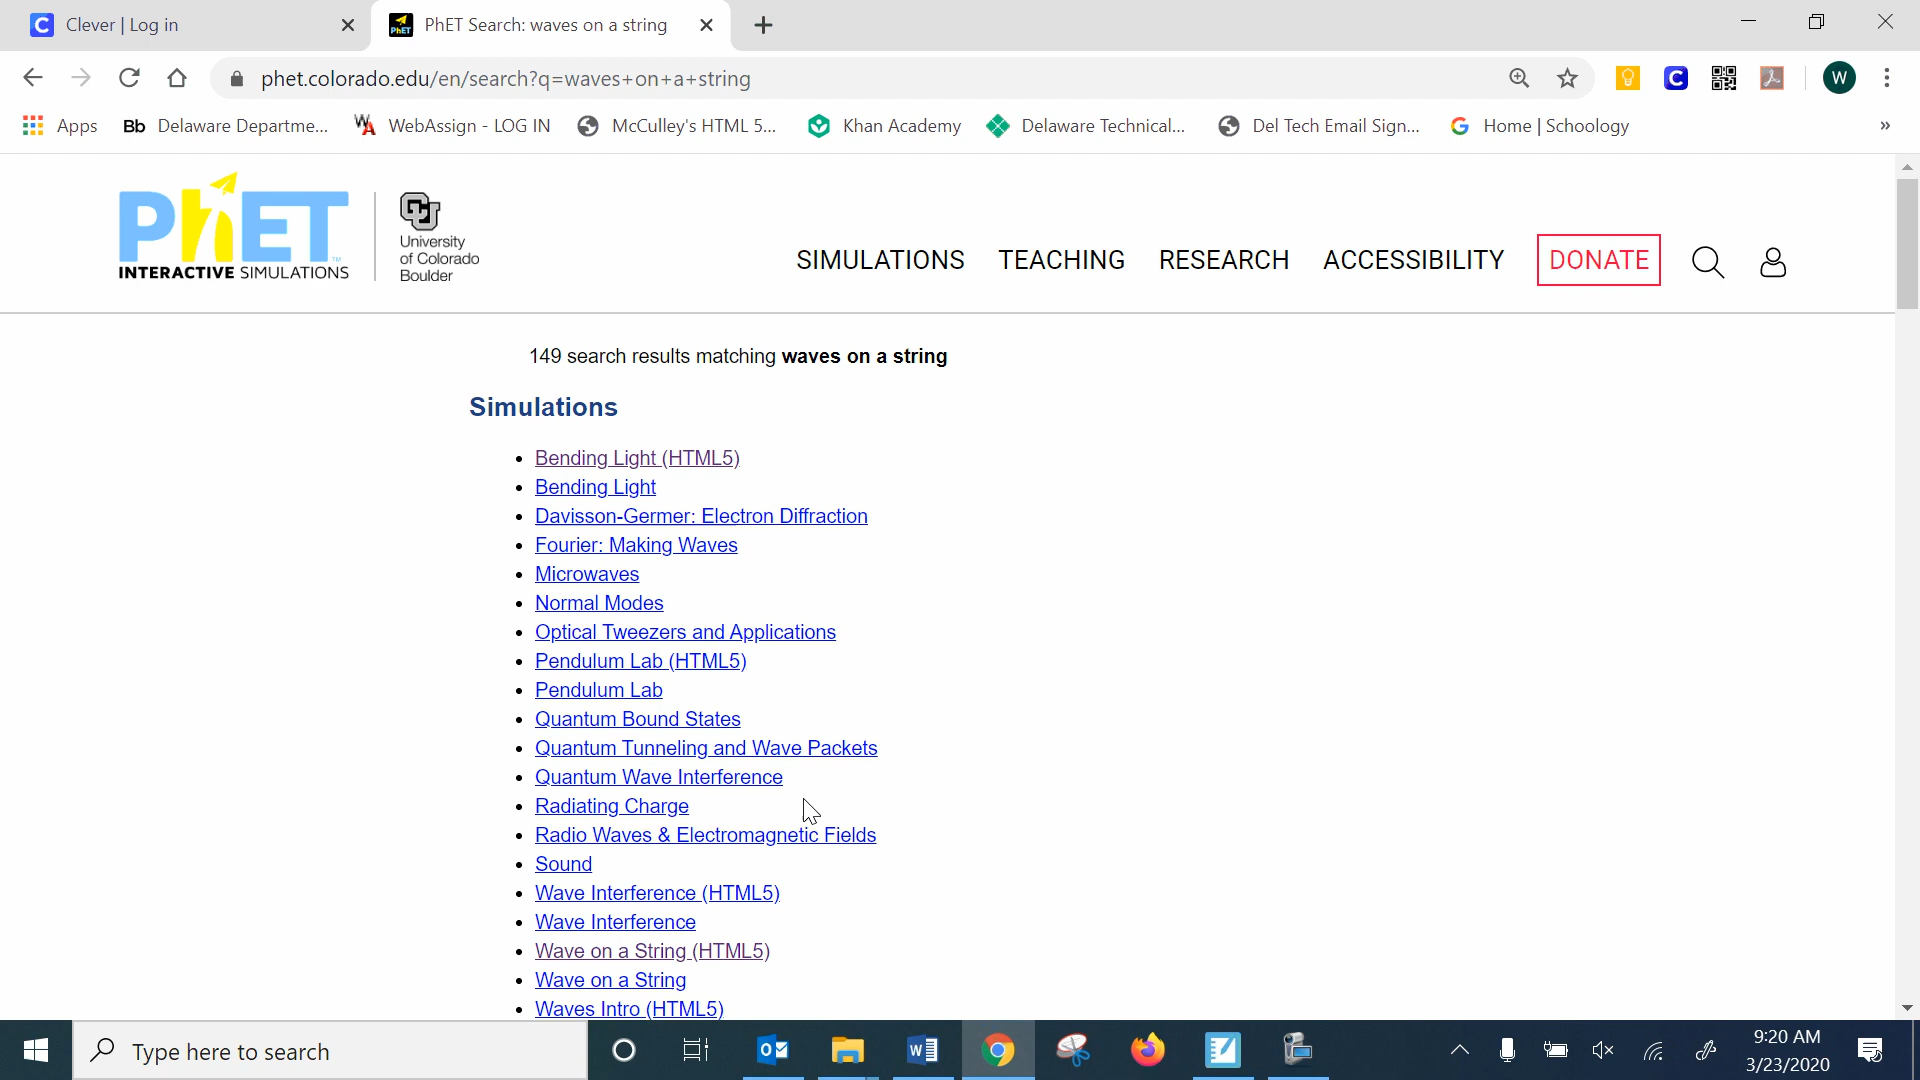 Clever | Log in
PhET Search: waves on a string
phet.colorado.edu/en/search?q=waves+on+a+string
W
Apps
Bb Delaware Departme...
WebAssign - LOG IN
McCulley's HTML 5...
Khan Academy
Delaware Technical...
Del Tech Email Sign...
Home | Schoology
»
PhET
INTERACTIVE SIMULATIONS
CU
University
of Colorado
Boulder
SIMULATIONS
TEACHING
RESEARCH
ACCESSIBILITY
DONATE
149 search results matching waves on a string
Simulations
Bending Light (HTML5)
Bending Light
Davisson-Germer: Electron Diffraction
Fourier: Making Waves
Microwaves
Normal Modes
Optical Tweezers and Applications
Pendulum Lab (HTML5)
Pendulum Lab
Quantum Bound States
Quantum Tunneling and Wave Packets
Quantum Wave Interference
Radiating Charge
Radio Waves & Electromagnetic Fields
Sound
Wave Interference (HTML5)
Wave Interference
Wave on a String (HTML5)
Wave on a String
Waves Intro (HTML5)
Type here to search
9:20 AM
3/23/2020